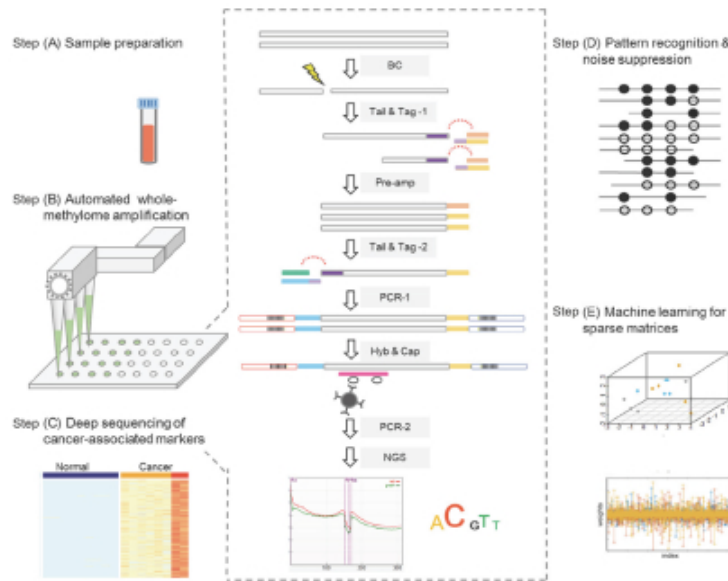 Step (A) Sample preparation
Step (B) Automated whole-
methylome amplification
Step (C) Deep sequencing of
cancer-associated markers
Normal
Cancer
BC
Tail & Tag -1
Pre-amp
Tail & Tag -2
PCR-1
Hyb & Cap
PCR-2
NGS
A C G T T
Step (D) Pattern recognition &
noise suppression
Step (E) Machine learning for
sparse matrices
weights
index